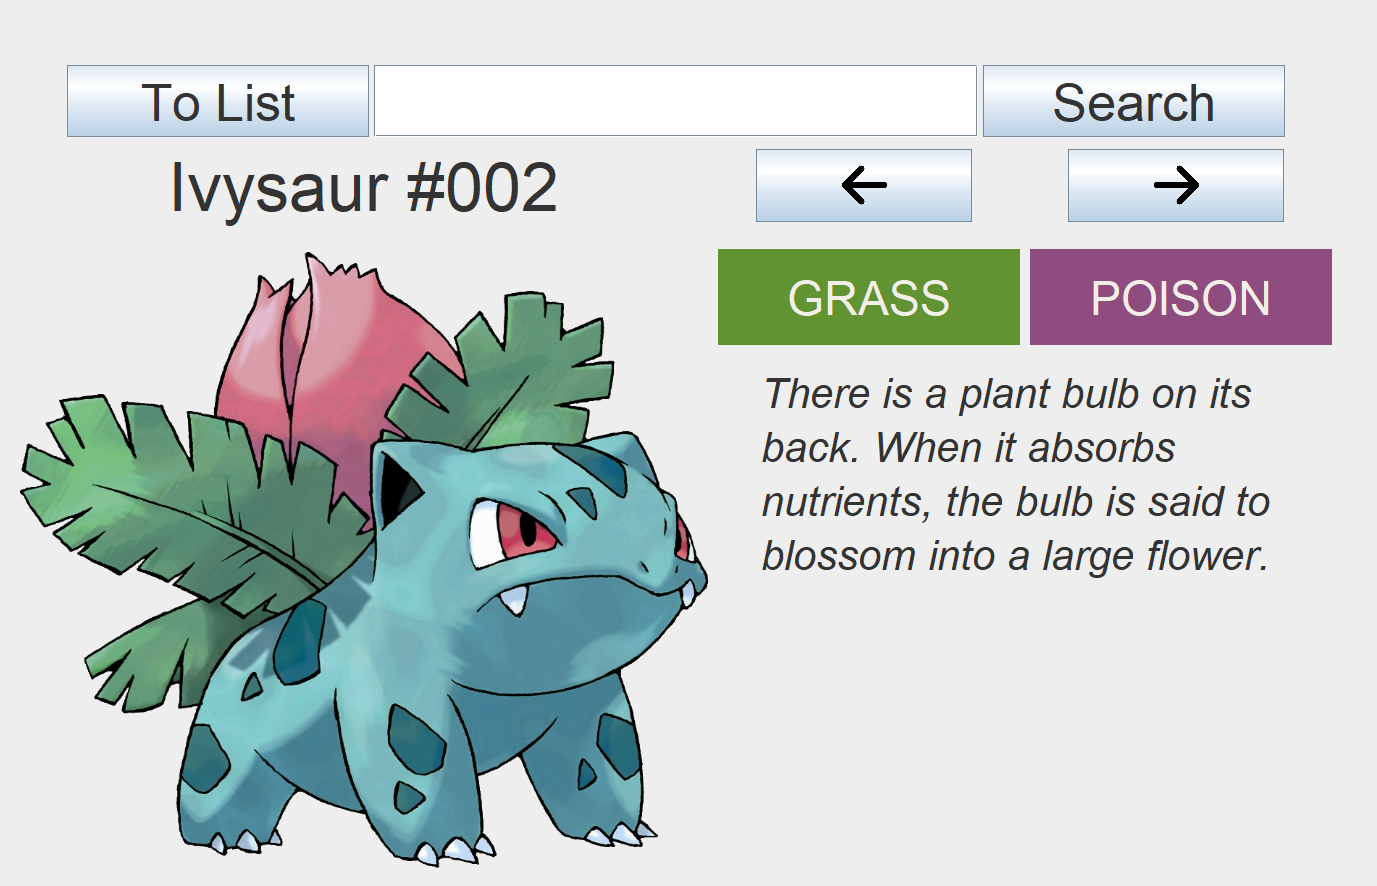 To List
Search
Ivysaur #002
← →
GRASS
POISON
There is a plant bulb on its
back. When it absorbs
nutrients, the bulb is said to
blossom into a large flower.